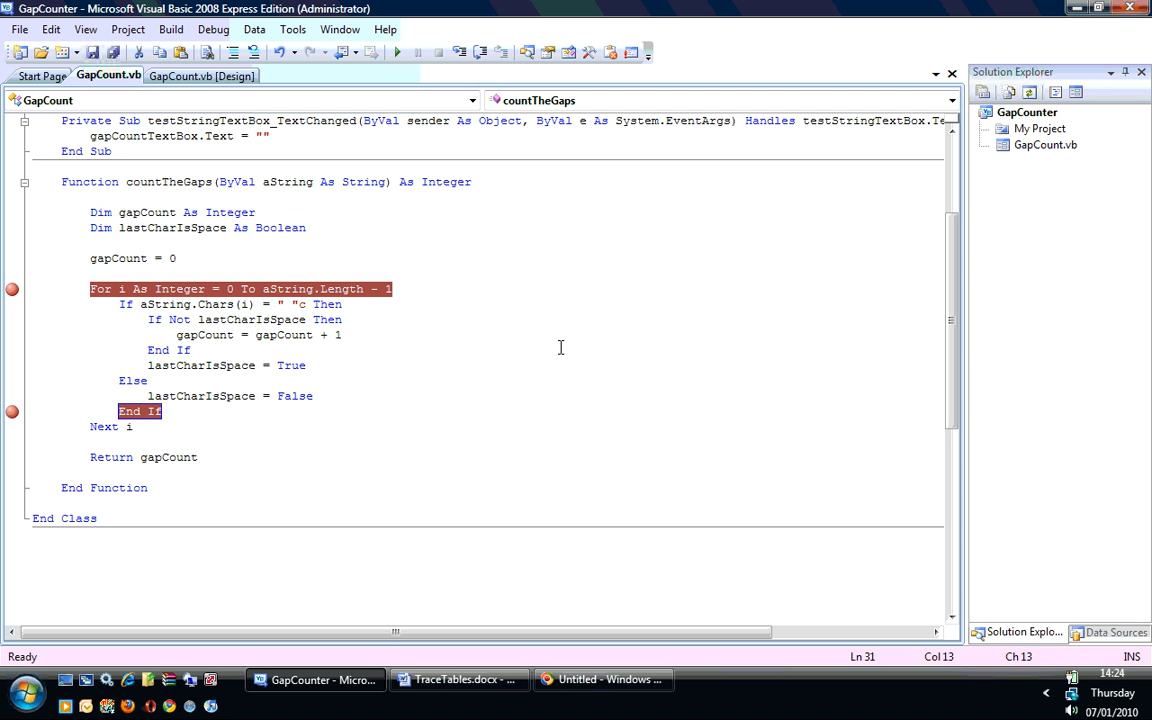 GapCounter - Microsoft Visual Basic 2008 Express Edition (Administrator)
File Edit View Project Build Debug Data Tools Window Help
Start Page GapCount.vb GapCount.vb [Design]
Solution Explorer
GapCount countTheGaps
GapCounter
My Project
GapCount.vb
Private Sub testStringTextBox_TextChanged(ByVal sender As Object, ByVal e As System.EventArgs) Handles testStringTextBox.Te
gapCountTextBox.Text = ""
End Sub
Function countTheGaps(ByVal aString As String) As Integer
Dim gapCount As Integer
Dim lastCharIsSpace As Boolean
gapCount = 0
For i As Integer = 0 To aString.Length - 1
If aString.Chars(i) = " "c Then
If Not lastCharIsSpace Then
gapCount = gapCount + 1
End If
lastCharIsSpace = True
Else
lastCharIsSpace = False
End If
Next i
Return gapCount
End Function
End Class
Solution Explo... Data Sources
Ready Ln 31 Col 13 Ch 13 INS
GapCounter - Micro... TraceTables.docx - ... Untitled - Windows ...
14:24
Thursday
07/01/2010